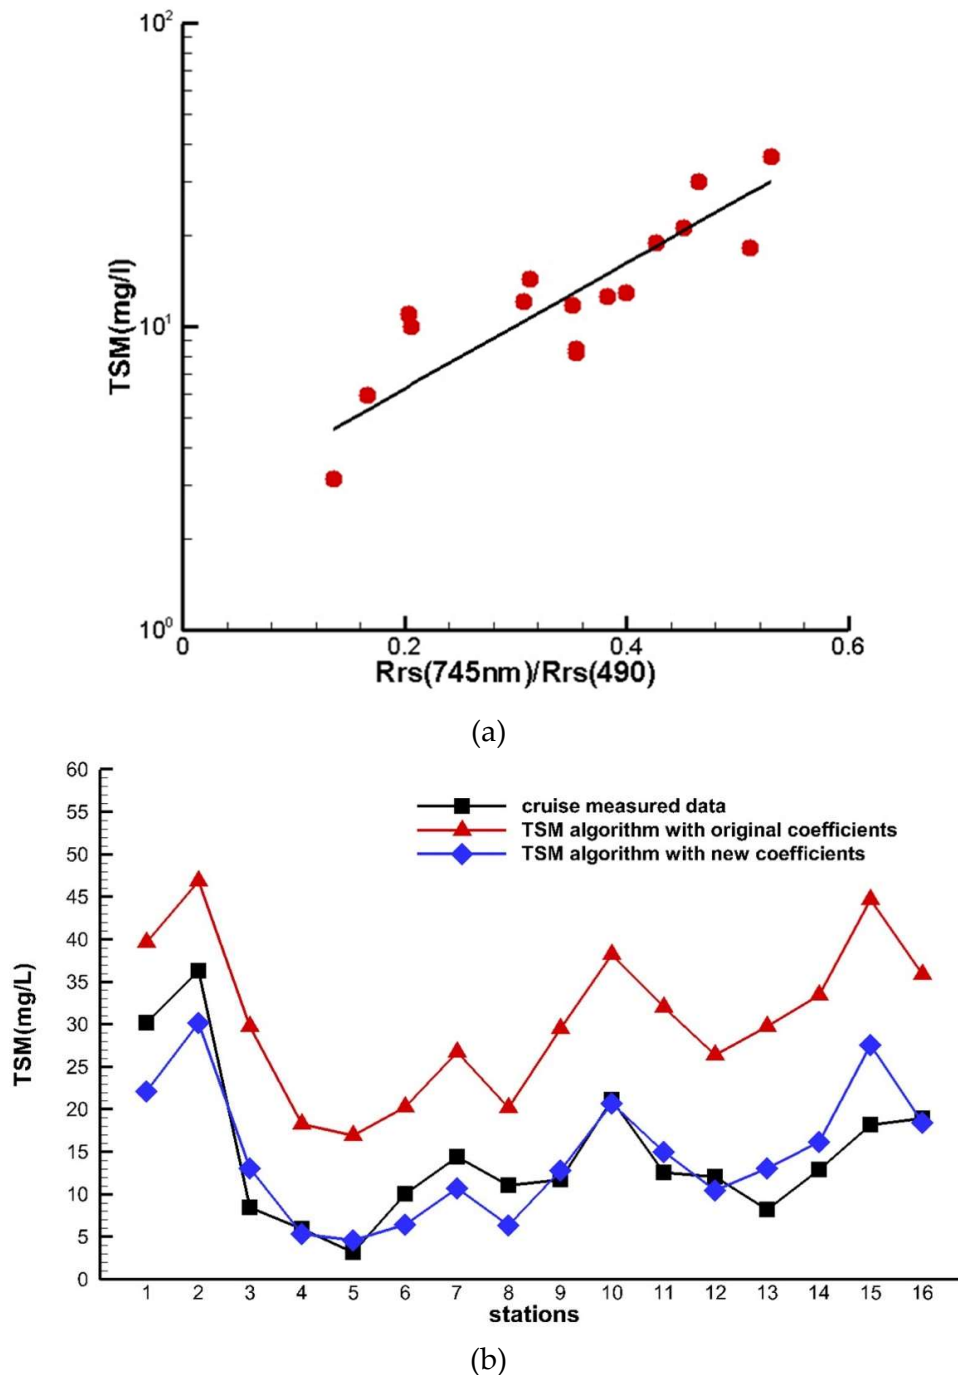 10²
TSM(mg/l)
10¹
10⁰
0 0.2 0.4 0.6
Rrs(745nm)/Rrs(490)
(a)
60
55
50
45
40
35
30
25
20
15
10
5
0
TSM(mg/L)
cruise measured data
TSM algorithm with original coefficients
TSM algorithm with new coefficients
1 2 3 4 5 6 7 8 9 10 11 12 13 14 15 16
stations
(b)